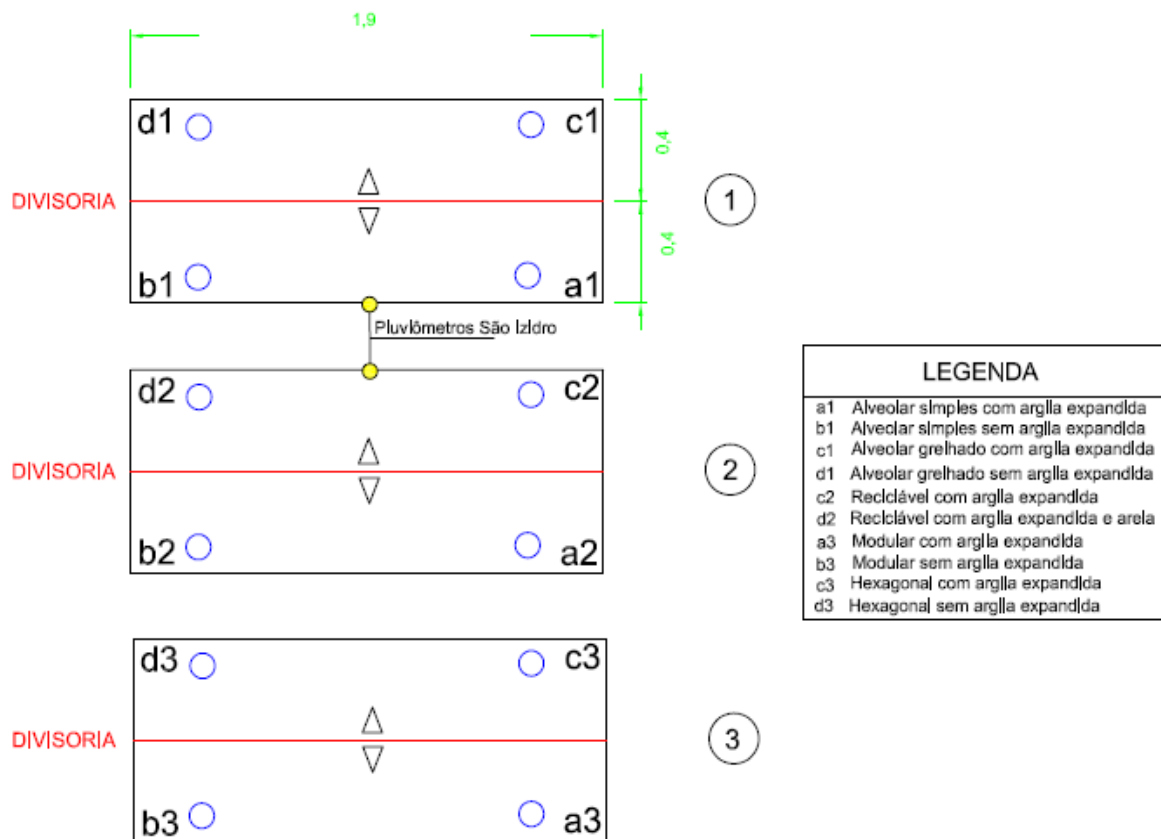 1,9
d1
c1
0,4
DIVISORIA
1
0,4
b1
a1
Pluviômetros São Izidro
d2
c2
DIVISORIA
2
b2
a2
LEGENDA
a1 Alveolar simples com argila expandida
b1 Alveolar simples sem argila expandida
c1 Alveolar grelhado com argila expandida
d1 Alveolar grelhado sem argila expandida
c2 Reciclável com argila expandida
d2 Reciclável com argila expandida e areia
a3 Modular com argila expandida
b3 Modular sem argila expandida
c3 Hexagonal com argila expandida
d3 Hexagonal sem argila expandida
d3
c3
DIVISORIA
3
b3
a3